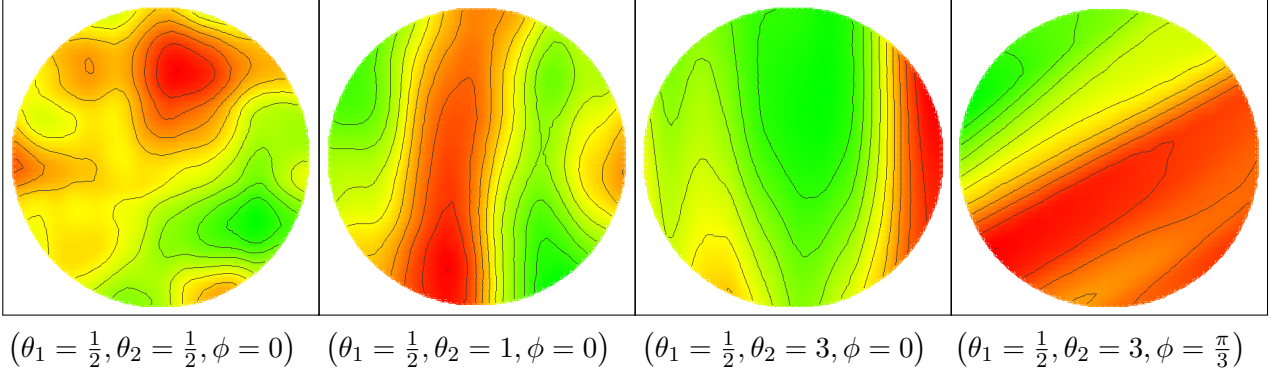 (θ₁ = 1/2, θ₂ = 1/2, φ = 0) (θ₁ = 1/2, θ₂ = 1, φ = 0) (θ₁ = 1/2, θ₂ = 3, φ = 0) (θ₁ = 1/2, θ₂ = 3, φ = π/3)